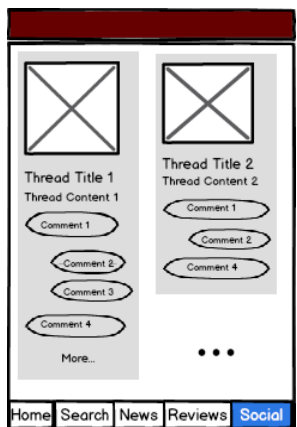 Thread Title 1
Thread Content 1
Comment 1
Comment 2
Comment 3
Comment 4
More...
Thread Title 2
Thread Content 2
Comment 1
Comment 2
Comment 4
Home Search News Reviews Social